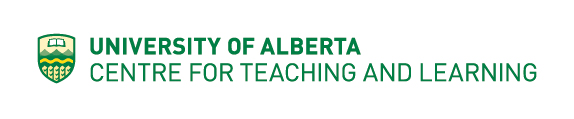 UNIVERSITY OF ALBERTA
CENTRE FOR TEACHING AND LEARNING